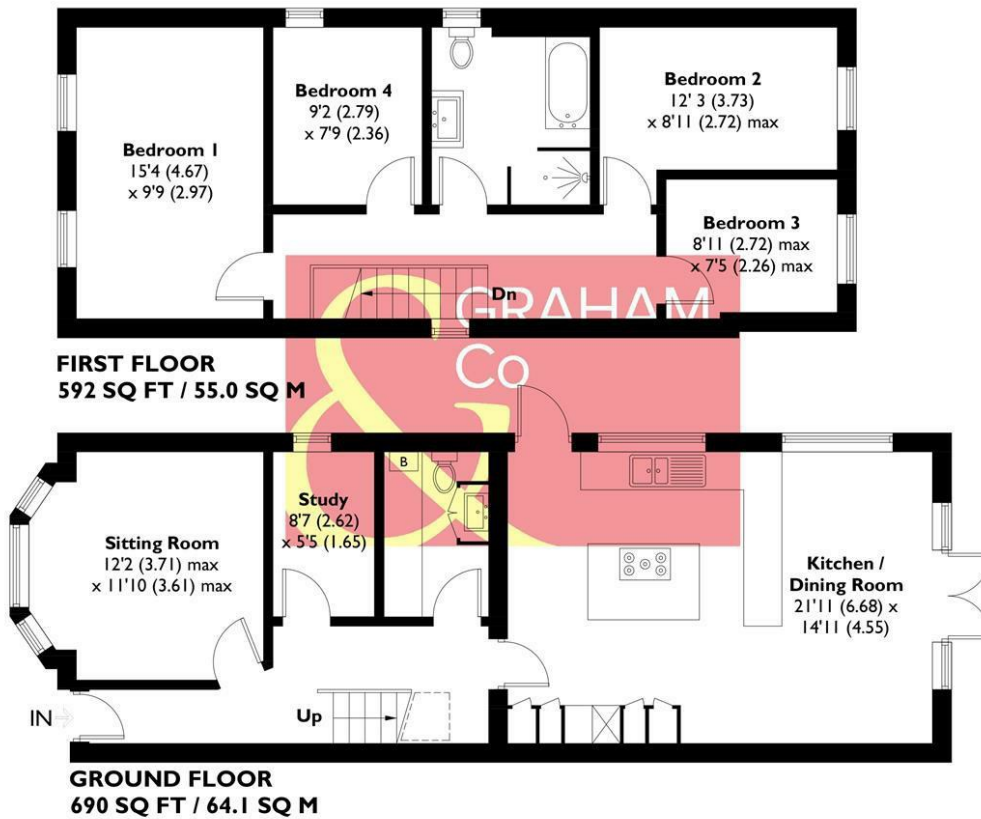 Bedroom 1
15'4 (4.67)
x 9'9 (2.97)
Bedroom 4
9'2 (2.79)
x 7'9 (2.36)
Bedroom 2
12' 3 (3.73)
x 8'11 (2.72) max
Bedroom 3
8'11 (2.72) max
x 7'5 (2.26) max
Dn
& GRAHAM
Co
FIRST FLOOR
592 SQ FT / 55.0 SQ M
Sitting Room
12'2 (3.71) max
x 11'10 (3.61) max
Study
8'7 (2.62)
x 5'5 (1.65)
B
Kitchen /
Dining Room
21'11 (6.68) x
14'11 (4.55)
IN
Up
GROUND FLOOR
690 SQ FT / 64.1 SQ M